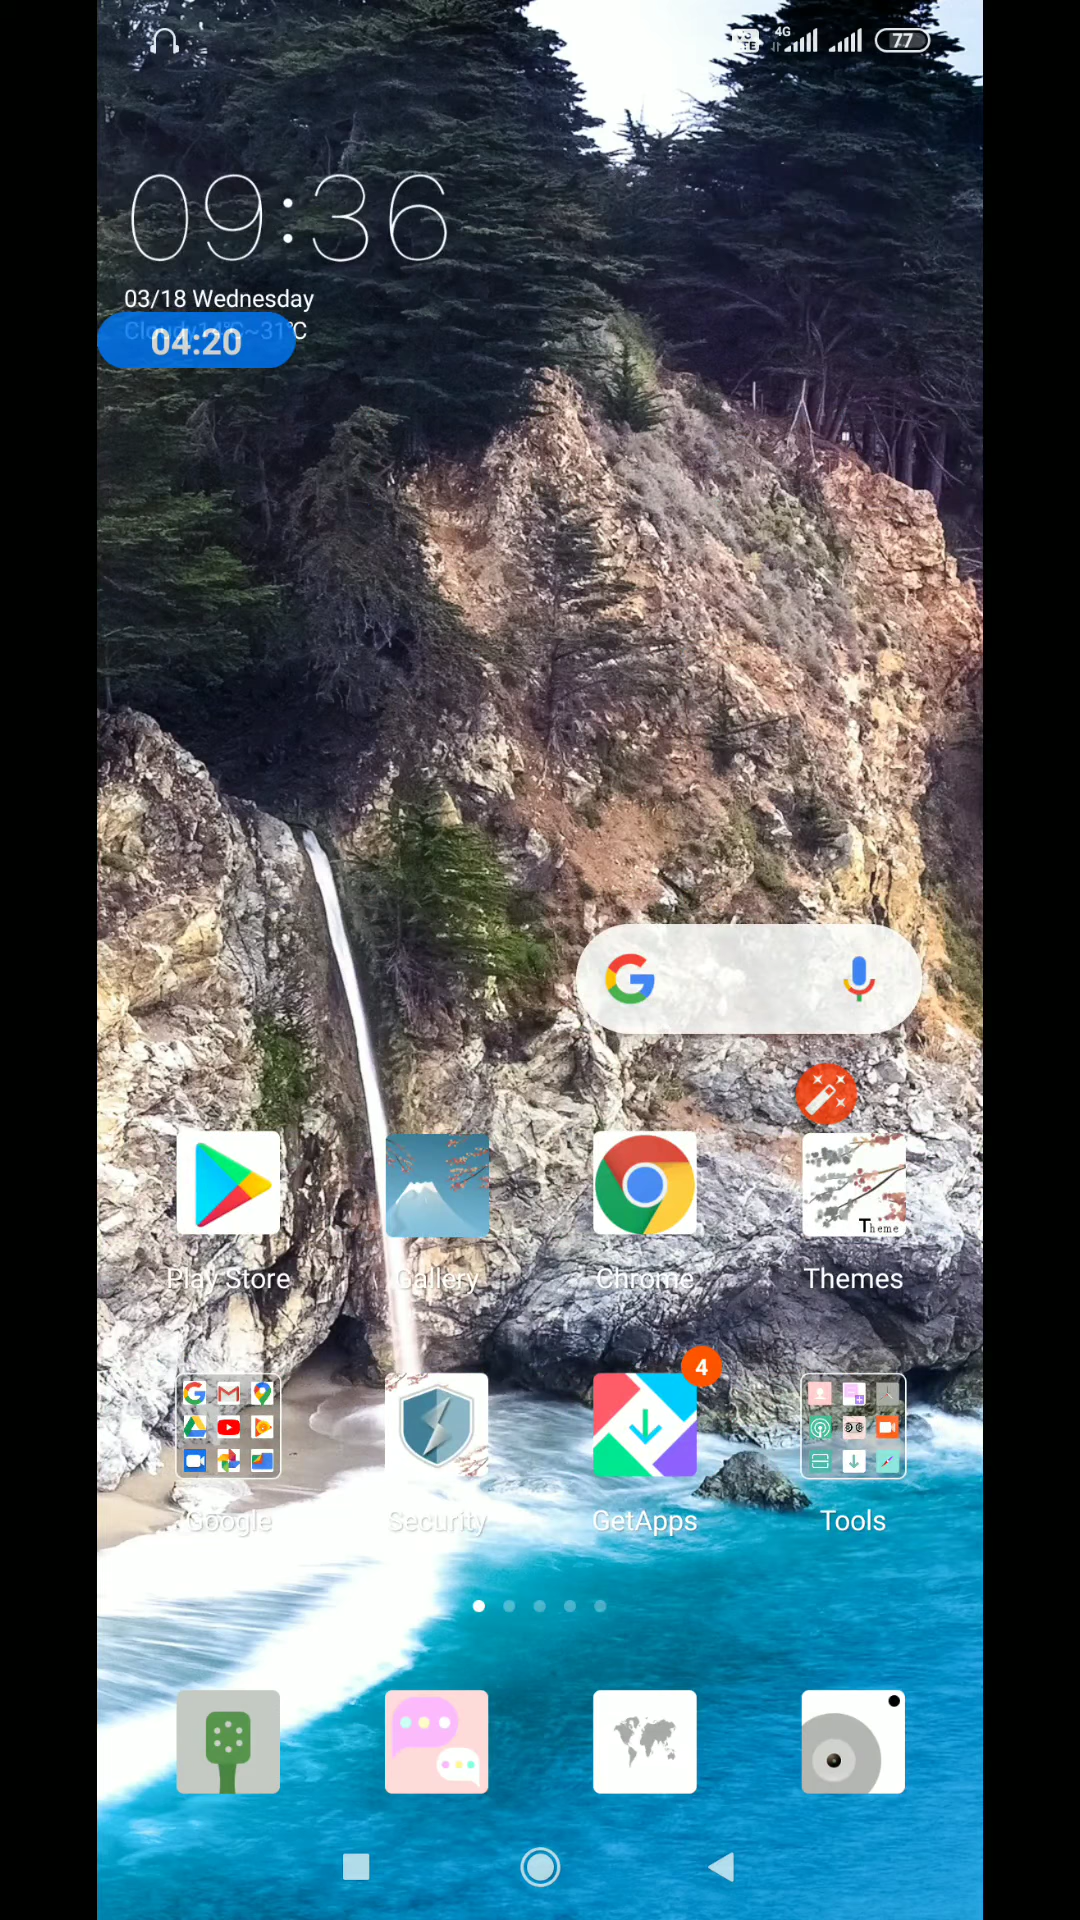 4G
77
09:36
03/18 Wednesday
04:20
Play Store
Gallery
Chrome
Theme
Themes
4
Google
Security
GetApps
Tools